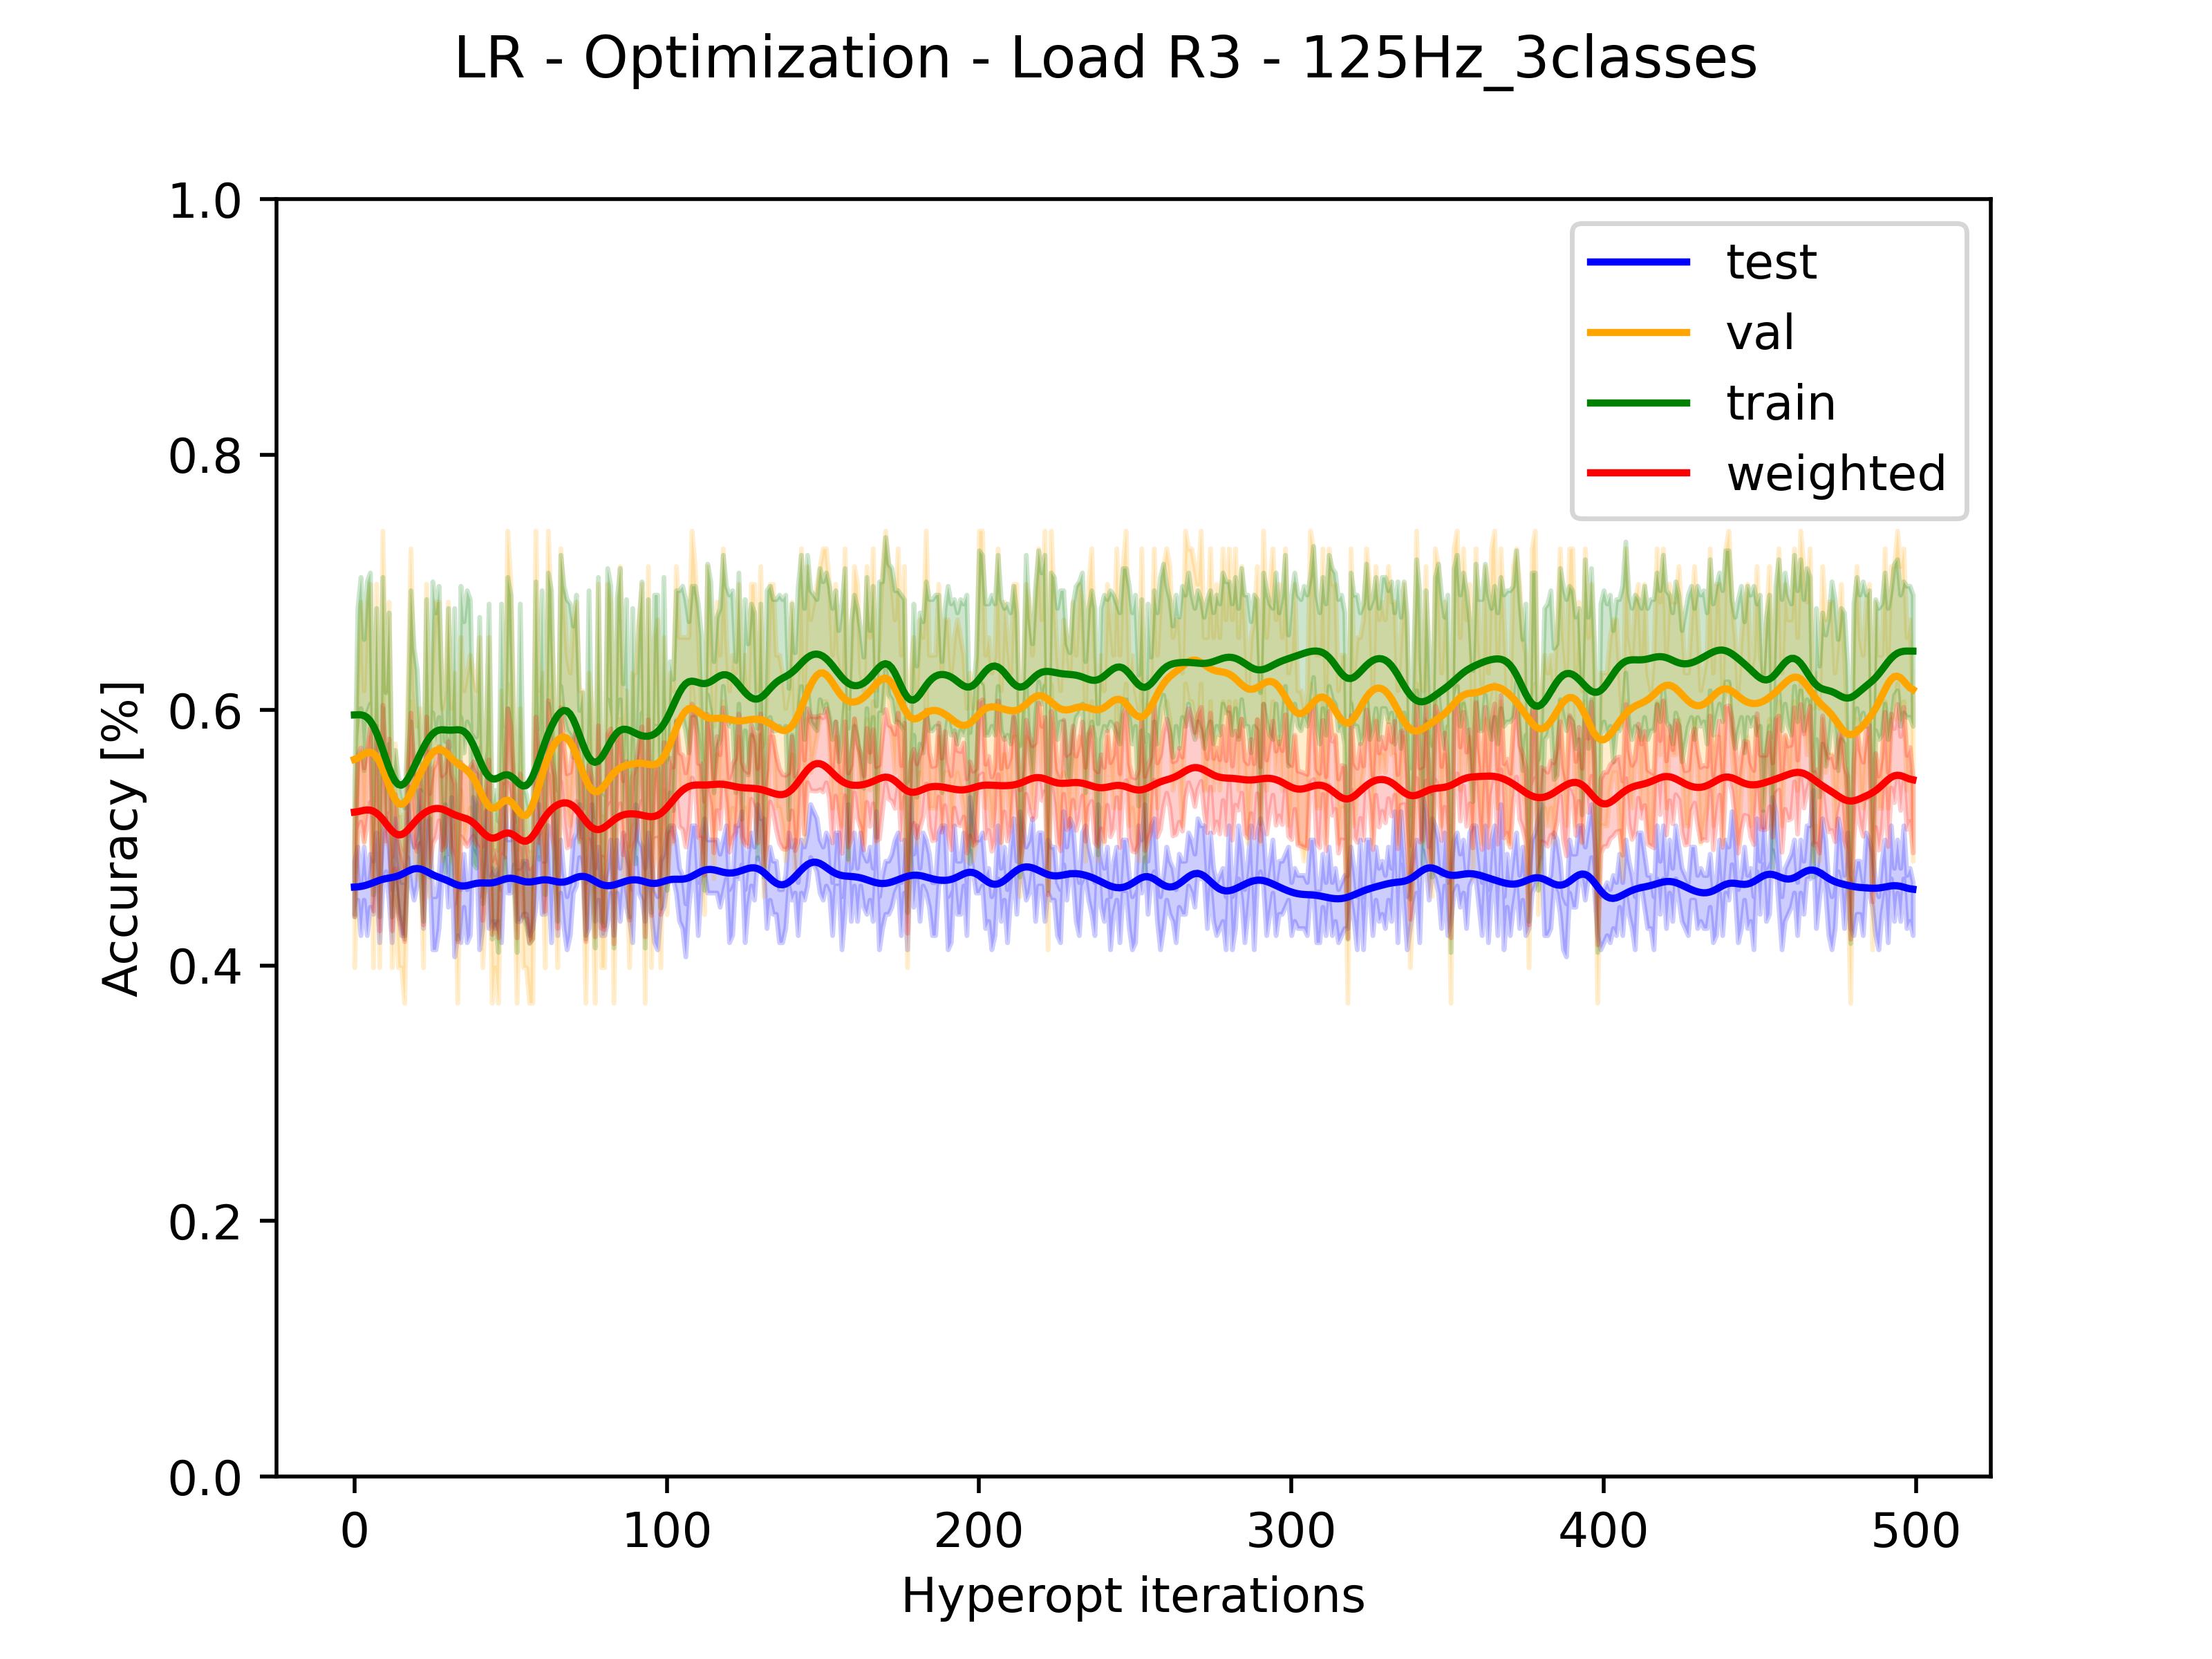 LR - Optimization - Load R3 - 125Hz_3classes
1.0
0.8
0.6
0.4
0.2
0.0
Accuracy [%]
test
val
train
weighted
0 100 200 300 400 500
Hyperopt iterations